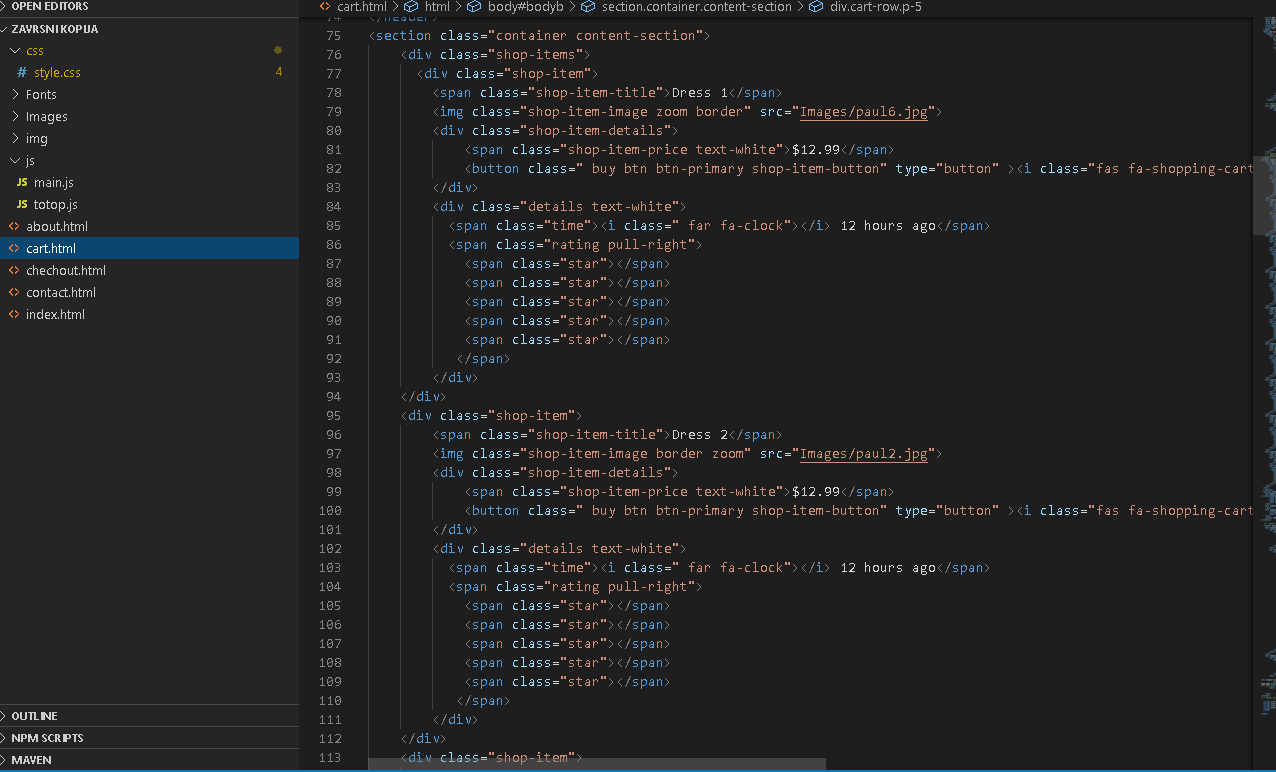 OPEN EDITORS
ZAVRSNI KOPIJA
css
# style.css 4
Fonts
Images
img
js
JS main.js
JS totop.js
<> about.html
<> cart.html
<> chechout.html
<> contact.html
<> index.html
OUTLINE
NPM SCRIPTS
MAVEN
<> cart.html > html > body#bodyb > section.container.content-section > div.cart-row.p-5
74 </header>
75 <section class="container content-section">
76 <div class="shop-items">
77 <div class="shop-item">
78 <span class="shop-item-title">Dress 1</span>
79 <img class="shop-item-image zoom border" src="Images/paul6.jpg">
80 <div class="shop-item-details">
81 <span class="shop-item-price text-white">$12.99</span>
82 <button class=" buy btn btn-primary shop-item-button" type="button" ><i class="fas fa-shopping-cart
83 </div>
84 <div class="details text-white">
85 <span class="time"><i class=" far fa-clock"></i> 12 hours ago</span>
86 <span class="rating pull-right">
87 <span class="star"></span>
88 <span class="star"></span>
89 <span class="star"></span>
90 <span class="star"></span>
91 <span class="star"></span>
92 </span>
93 </div>
94 </div>
95 <div class="shop-item">
96 <span class="shop-item-title">Dress 2</span>
97 <img class="shop-item-image border zoom" src="Images/paul2.jpg">
98 <div class="shop-item-details">
99 <span class="shop-item-price text-white">$12.99</span>
100 <button class=" buy btn btn-primary shop-item-button" type="button" ><i class="fas fa-shopping-cart
101 </div>
102 <div class="details text-white">
103 <span class="time"><i class=" far fa-clock"></i> 12 hours ago</span>
104 <span class="rating pull-right">
105 <span class="star"></span>
106 <span class="star"></span>
107 <span class="star"></span>
108 <span class="star"></span>
109 <span class="star"></span>
110 </span>
111 </div>
112 </div>
113 <div class="shop-item">